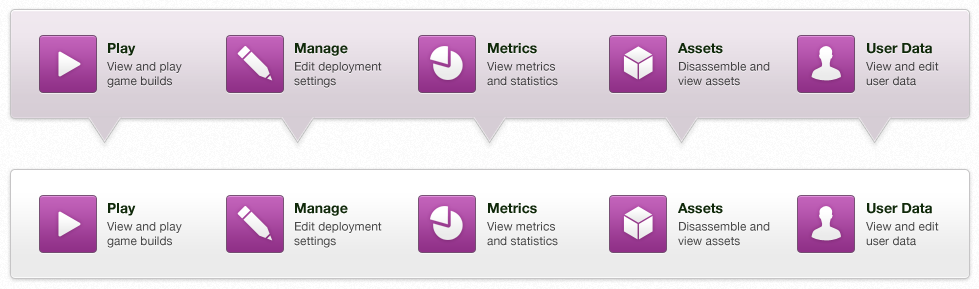 Play
View and play
game builds
Manage
Edit deployment
settings
Metrics
View metrics
and statistics
Assets
Disassemble and
view assets
User Data
View and edit
user data
Play
View and play
game builds
Manage
Edit deployment
settings
Metrics
View metrics
and statistics
Assets
Disassemble and
view assets
User Data
View and edit
user data